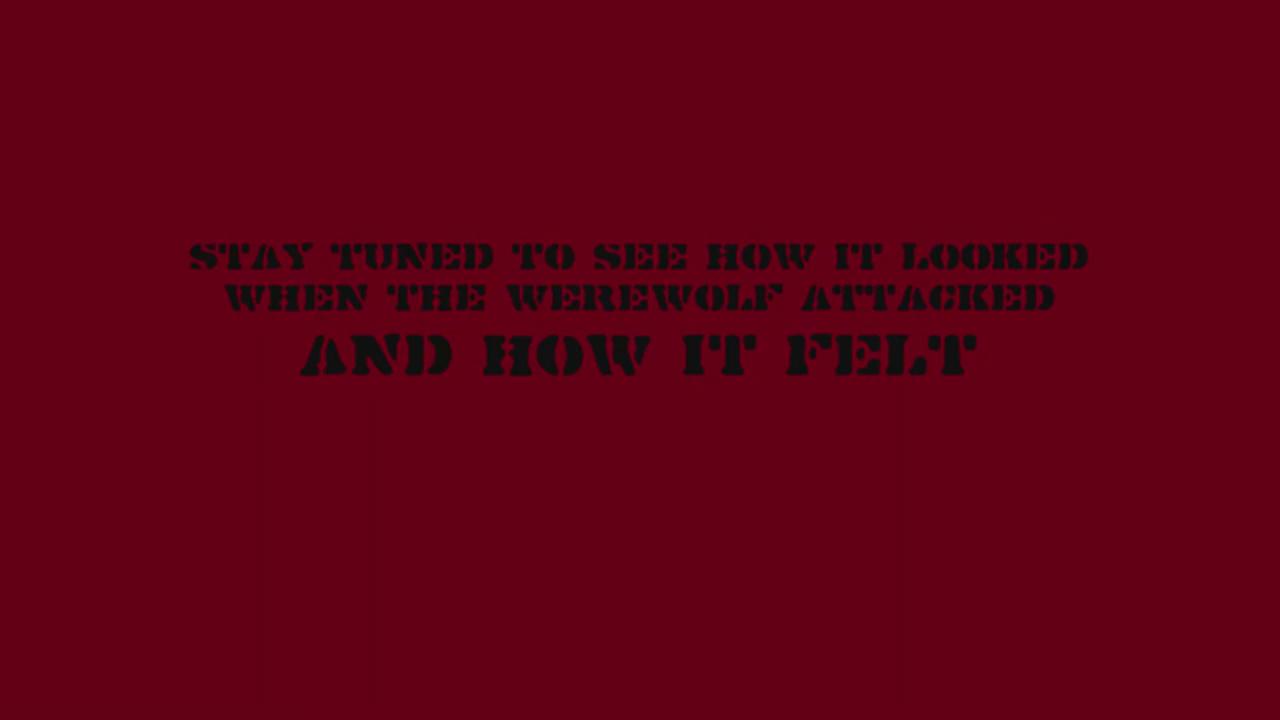 STAY TUNED TO SEE HOW IT LOOKED
WHEN THE WEREWOLF ATTACKED
AND HOW IT FELT